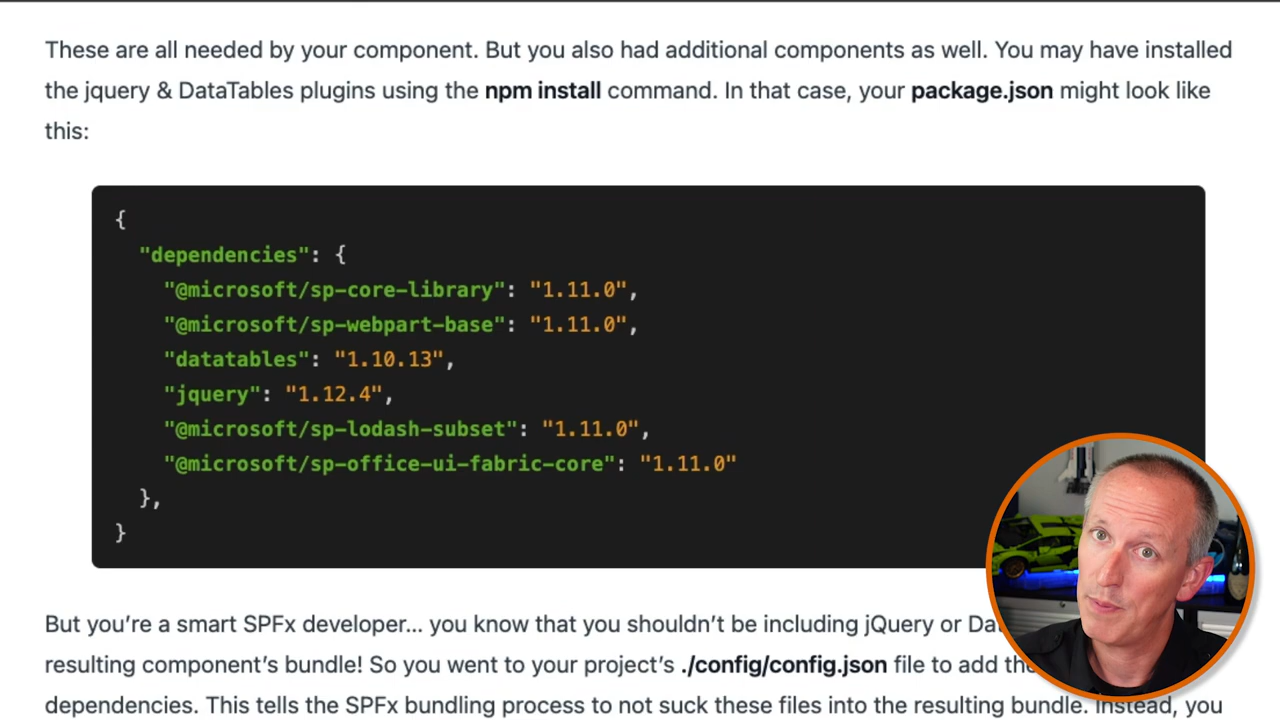 These are all needed by your component. But you also had additional components as well. You may have installed
the jquery & DataTables plugins using the npm install command. In that case, your package.json might look like
this:
{
"dependencies": {
"@microsoft/sp-core-library": "1.11.0",
"@microsoft/sp-webpart-base": "1.11.0",
"datatables": "1.10.13",
"jquery": "1.12.4",
"@microsoft/sp-lodash-subset": "1.11.0",
"@microsoft/sp-office-ui-fabric-core": "1.11.0"
},
}
But you’re a smart SPFx developer... you know that you shouldn’t be including jQuery or
resulting component’s bundle! So you went to your project’s ./config/config.json file to add
dependencies. This tells the SPFx bundling process to not suck these files into the resulting bundle. Instead, you